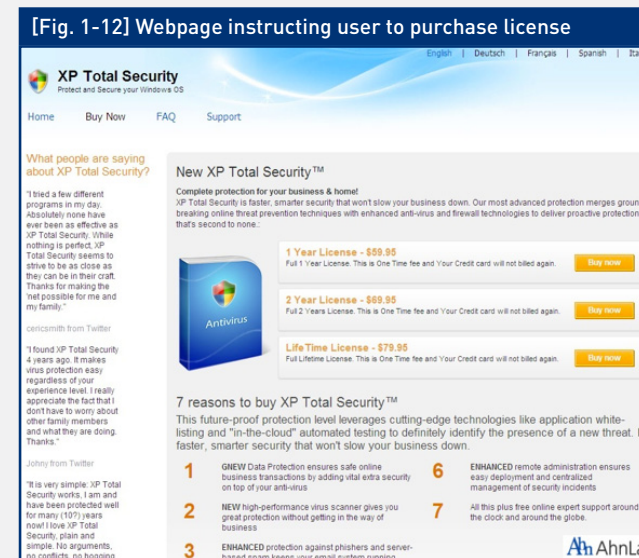 [Fig. 1-12] Webpage instructing user to purchase license
English | Deutsch | Français | Spanish | Ita
XP Total Security
Protect and Secure your Windows OS
Home Buy Now FAQ Support
What people are saying
about XP Total Security?
"I tried a few different
programs in my day.
Absolutely none have
ever been as effective as
XP Total Security. While
nothing is perfect, XP
Total Security seems to
strive to be as close as
they can be in their craft.
Thanks for making the
'net possible for me and
my family."
cericsmith from Twitter
"I found XP Total Security
4 years ago. It makes
virus protection easy
regardless of your
experience level. I really
appreciate the fact that I
don't have to worry about
other family members
and what they are doing.
Thanks."
Johny from Twitter
"It is very simple: XP Total
Security works, I am and
have been protected well
for many (10?) years
now! I love XP Total
Security, plain and
simple. No arguments,
no conflicts, no hogging
New XP Total Security™
Complete protection for your business & home!
XP Total Security is faster, smarter security that won't slow your business down. Our most advanced protection merges groun
breaking online threat prevention techniques with enhanced anti-virus and firewall technologies to deliver proactive protection
that's second to none.:
Antivirus
1 Year License - $59.95
Full 1 Year License. This is One Time fee and Your Credit card will not billed again.
Buy now
2 Year License - $69.95
Full 2 Years License. This is One Time fee and Your Credit card will not billed again.
Buy now
LifeTime License - $79.95
Full Lifetime License. This is One Time fee and Your Credit card will not billed again.
Buy now
7 reasons to buy XP Total Security™
This future-proof protection level leverages cutting-edge technologies like application white-
listing and "in-the-cloud" automated testing to definitely identify the presence of a new threat.
faster, smarter security that won't slow your business down.
1 GNEW Data Protection ensures safe online
business transactions by adding vital extra security
on top of your anti-virus
2 NEW high-performance virus scanner gives you
great protection without getting in the way of
business
3 ENHANCED protection against phishers and server-
based spam keeps your email system running
6 ENHANCED remote administration ensures
easy deployment and centralized
management of security incidents
7 All this plus free online expert support around
the clock and around the globe.
AhnL